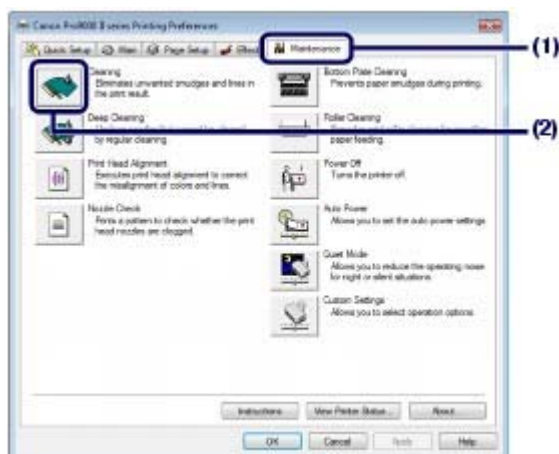 Canon Pro9000 II series Printing Preferences
Quick Setup Main Page Setup Effects Maintenance
(1)
Cleaning
Eliminates unwanted smudges and lines in
the print result.
(2)
Deep Cleaning
by regular cleaning.
Print Head Alignment
Executes print head alignment to correct
the misalignment of colors and lines.
Nozzle Check
Prints a pattern to check whether the print
head nozzles are clogged.
Bottom Plate Cleaning
Prevents paper smudges during printing.
Roller Cleaning
paper feeding.
Power Off
Turns the printer off.
Auto Power
Allows you to set the auto power settings
Quiet Mode
Allows you to reduce the operating noise
for night or silent situations.
Custom Settings
Allows you to select operation options.
Instructions View Printer Status... About...
OK Cancel Apply Help